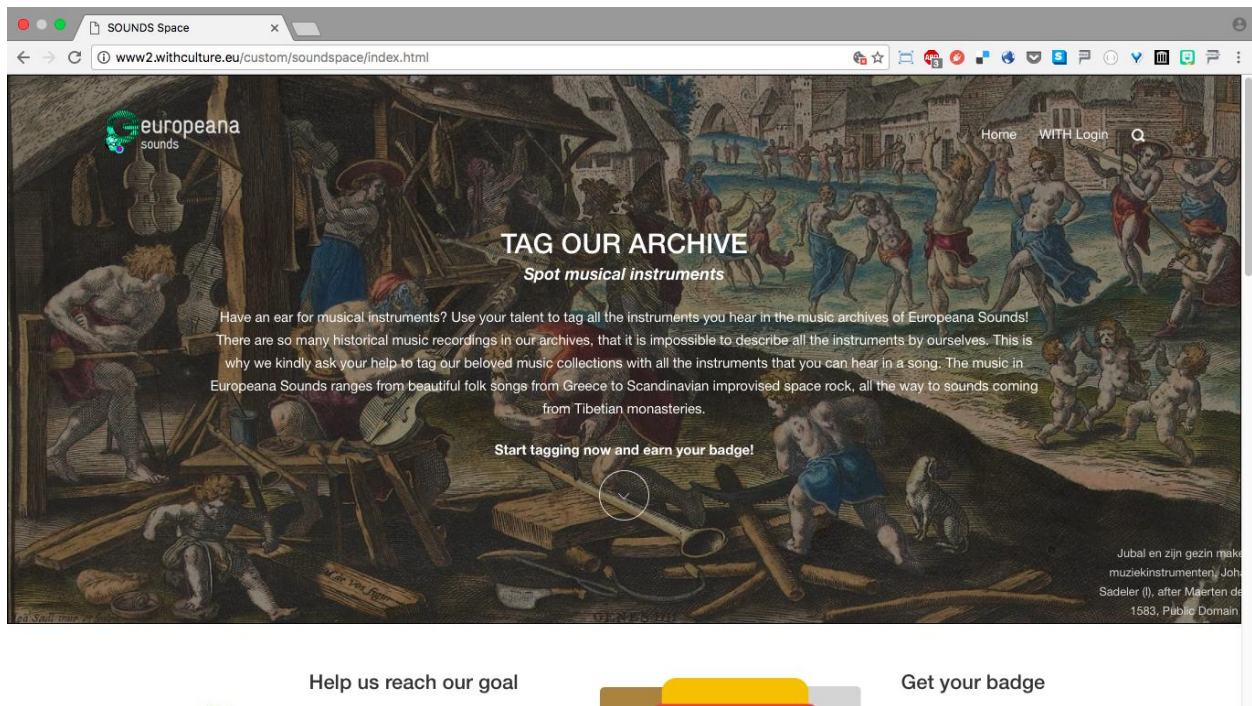 SOUNDS Space
www2.withculture.eu/custom/soundspace/index.html
ABP
3
S
europeana
sounds
Home
WITH Login
TAG OUR ARCHIVE
Spot musical instruments
Have an ear for musical instruments? Use your talent to tag all the instruments you hear in the music archives of Europeana Sounds!
There are so many historical music recordings in our archives, that it is impossible to describe all the instruments by ourselves. This is
why we kindly ask your help to tag our beloved music collections with all the instruments that you can hear in a song. The music in
Europeana Sounds ranges from beautiful folk songs from Greece to Scandinavian improvised space rock, all the way to sounds coming
from Tibetian monasteries.
Start tagging now and earn your badge!
Jubal en zijn gezin make
muziekinstrumenten, Joh
Sadeler (I), after Maerten de
1583, Public Domain
Help us reach our goal
Get your badge